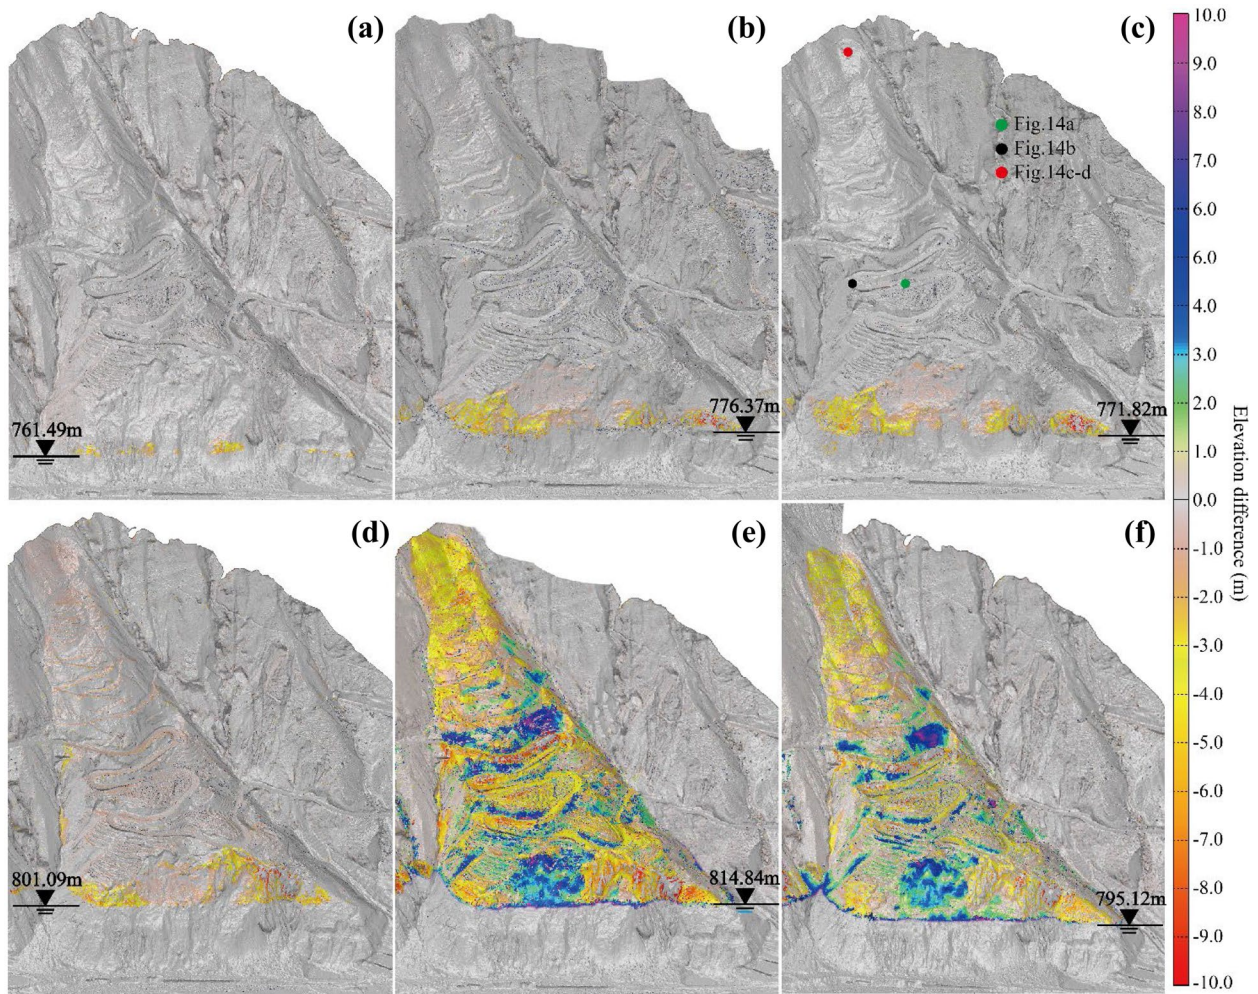 (a)
(b)
(c)
Fig.14a
Fig.14b
Fig.14c-d
761.49m
776.37m
771.82m
(d)
(e)
(f)
801.09m
814.84m
795.12m
10.0
9.0
8.0
7.0
6.0
5.0
4.0
3.0
2.0
1.0
0.0
-1.0
-2.0
-3.0
-4.0
-5.0
-6.0
-7.0
-8.0
-9.0
-10.0
Elevation difference (m)